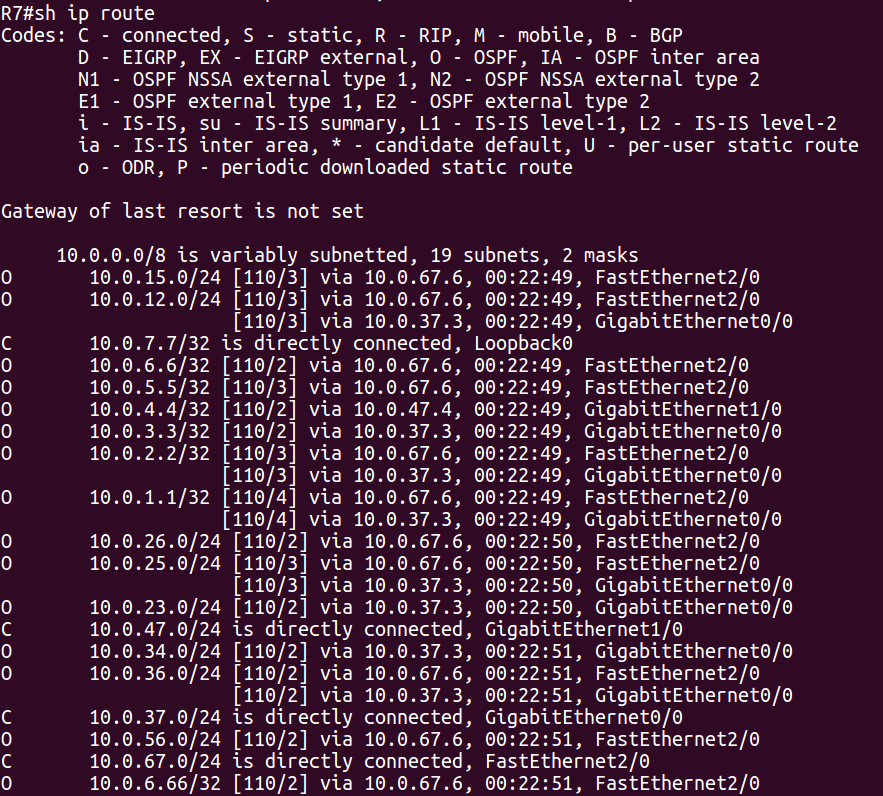 R7#sh ip route
Codes: C - connected, S - static, R - RIP, M - mobile, B - BGP
       D - EIGRP, EX - EIGRP external, O - OSPF, IA - OSPF inter area
       N1 - OSPF NSSA external type 1, N2 - OSPF NSSA external type 2
       E1 - OSPF external type 1, E2 - OSPF external type 2
       i - IS-IS, su - IS-IS summary, L1 - IS-IS level-1, L2 - IS-IS level-2
       ia - IS-IS inter area, * - candidate default, U - per-user static route
       o - ODR, P - periodic downloaded static route

Gateway of last resort is not set

     10.0.0.0/8 is variably subnetted, 19 subnets, 2 masks
O       10.0.15.0/24 [110/3] via 10.0.67.6, 00:22:49, FastEthernet2/0
O       10.0.12.0/24 [110/3] via 10.0.67.6, 00:22:49, FastEthernet2/0
                     [110/3] via 10.0.37.3, 00:22:49, GigabitEthernet0/0
C       10.0.7.7/32 is directly connected, Loopback0
O       10.0.6.6/32 [110/2] via 10.0.67.6, 00:22:49, FastEthernet2/0
O       10.0.5.5/32 [110/3] via 10.0.67.6, 00:22:49, FastEthernet2/0
O       10.0.4.4/32 [110/2] via 10.0.47.4, 00:22:49, GigabitEthernet1/0
O       10.0.3.3/32 [110/2] via 10.0.37.3, 00:22:49, GigabitEthernet0/0
O       10.0.2.2/32 [110/3] via 10.0.67.6, 00:22:49, FastEthernet2/0
                    [110/3] via 10.0.37.3, 00:22:49, GigabitEthernet0/0
O       10.0.1.1/32 [110/4] via 10.0.67.6, 00:22:49, FastEthernet2/0
                    [110/4] via 10.0.37.3, 00:22:49, GigabitEthernet0/0
O       10.0.26.0/24 [110/2] via 10.0.67.6, 00:22:50, FastEthernet2/0
O       10.0.25.0/24 [110/3] via 10.0.67.6, 00:22:50, FastEthernet2/0
                     [110/3] via 10.0.37.3, 00:22:50, GigabitEthernet0/0
O       10.0.23.0/24 [110/2] via 10.0.37.3, 00:22:50, GigabitEthernet0/0
C       10.0.47.0/24 is directly connected, GigabitEthernet1/0
O       10.0.34.0/24 [110/2] via 10.0.37.3, 00:22:51, GigabitEthernet0/0
O       10.0.36.0/24 [110/2] via 10.0.67.6, 00:22:51, FastEthernet2/0
                     [110/2] via 10.0.37.3, 00:22:51, GigabitEthernet0/0
C       10.0.37.0/24 is directly connected, GigabitEthernet0/0
O       10.0.56.0/24 [110/2] via 10.0.67.6, 00:22:51, FastEthernet2/0
C       10.0.67.0/24 is directly connected, FastEthernet2/0
O       10.0.6.66/32 [110/2] via 10.0.67.6, 00:22:51, FastEthernet2/0